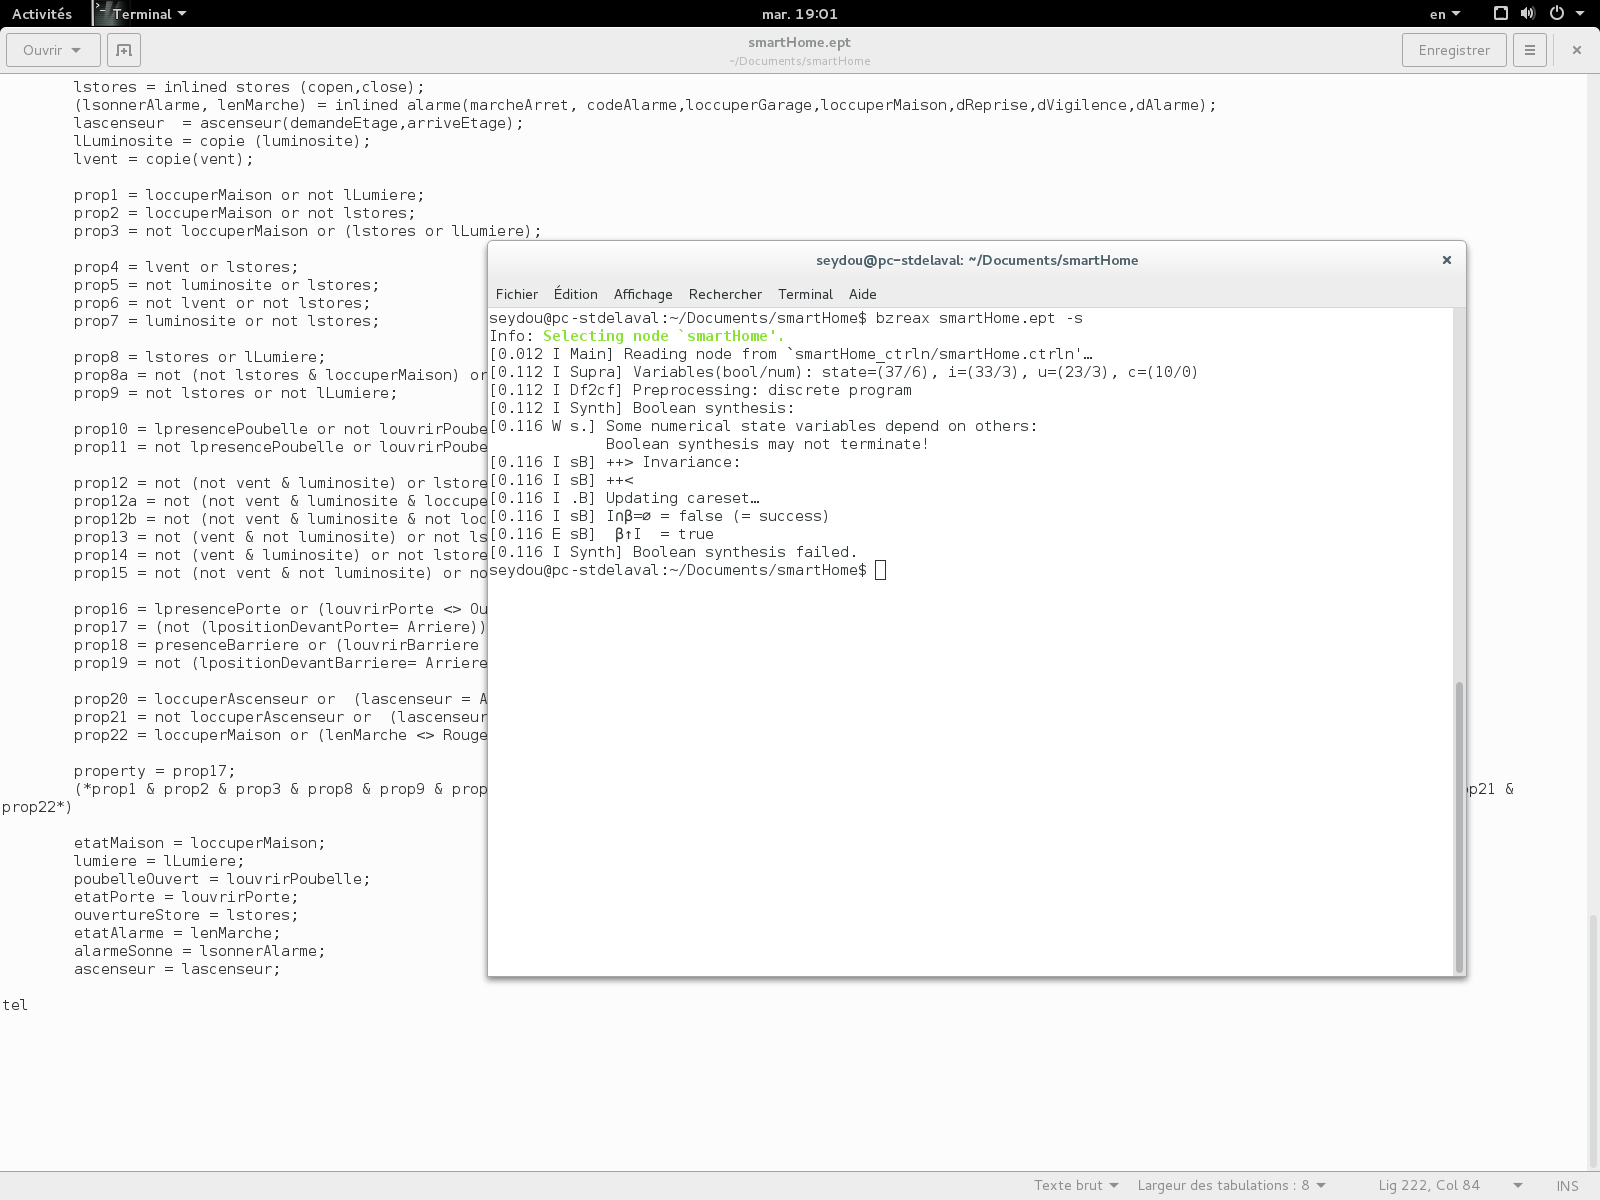 Activités
Terminal
mar. 19:01
en
Ouvrir
smartHome.ept
~/Documents/smartHome
Enregistrer
lstores = inlined stores (copen,close);
(lsonnerAlarme, lenMarche) = inlined alarme(marcheArret, codeAlarme,loccuperGarage,loccuperMaison,dReprise,dVigilence,dAlarme);
lascenseur  = ascenseur(demandeEtage,arriveEtage);
lLuminosite = copie (luminosite);
lvent = copie(vent);
prop1 = loccuperMaison or not lLumiere;
prop2 = loccuperMaison or not lstores;
prop3 = not loccuperMaison or (lstores or lLumiere);
prop4 = lvent or lstores;
prop5 = not luminosite or lstores;
prop6 = not lvent or not lstores;
prop7 = luminosite or not lstores;
prop8 = lstores or lLumiere;
prop8a = not (not lstores & loccuperMaison) or
prop9 = not lstores or not lLumiere;
prop10 = lpresencePoubelle or not louvrirPoube
prop11 = not lpresencePoubelle or louvrirPoube
prop12 = not (not vent & luminosite) or lstore
prop12a = not (not vent & luminosite & loccupe
prop12b = not (not vent & luminosite & not loc
prop13 = not (vent & not luminosite) or not ls
prop14 = not (vent & luminosite) or not lstore
prop15 = not (not vent & not luminosite) or no
prop16 = lpresencePorte or (louvrirPorte <> Ou
prop17 = (not (lpositionDevantPorte= Arriere))
prop18 = presenceBarriere or (louvrirBarriere
prop19 = not (lpositionDevantBarriere= Arriere
prop20 = loccuperAscenseur or  (lascenseur = A
prop21 = not loccuperAscenseur or  (lascenseur
prop22 = loccuperMaison or (lenMarche <> Rouge
property = prop17;
(*prop1 & prop2 & prop3 & prop8 & prop9 & prop
op21 &
prop22*)
etatMaison = loccuperMaison;
lumiere = lLumiere;
poubelleOuvert = louvrirPoubelle;
etatPorte = louvrirPorte;
ouvertureStore = lstores;
etatAlarme = lenMarche;
alarmeSonne = lsonnerAlarme;
ascenseur = lascenseur;
tel
seydou@pc-stdelaval: ~/Documents/smartHome
Fichier Édition Affichage Rechercher Terminal Aide
seydou@pc-stdelaval:~/Documents/smartHome$ bzreax smartHome.ept -s
Info: Selecting node `smartHome'.
[0.012 I Main] Reading node from `smartHome_ctrln/smartHome.ctrln'…
[0.112 I Supra] Variables(bool/num): state=(37/6), i=(33/3), u=(23/3), c=(10/0)
[0.112 I Df2cf] Preprocessing: discrete program
[0.112 I Synth] Boolean synthesis:
[0.116 W s.] Some numerical state variables depend on others:
Boolean synthesis may not terminate!
[0.116 I sB] ++> Invariance:
[0.116 I sB] ++<
[0.116 I .B] Updating careset…
[0.116 I sB] I∩β=∅ = false (= success)
[0.116 E sB]  β↑I  = true
[0.116 I Synth] Boolean synthesis failed.
seydou@pc-stdelaval:~/Documents/smartHome$
Texte brut
Largeur des tabulations : 8
Lig 222, Col 84
INS